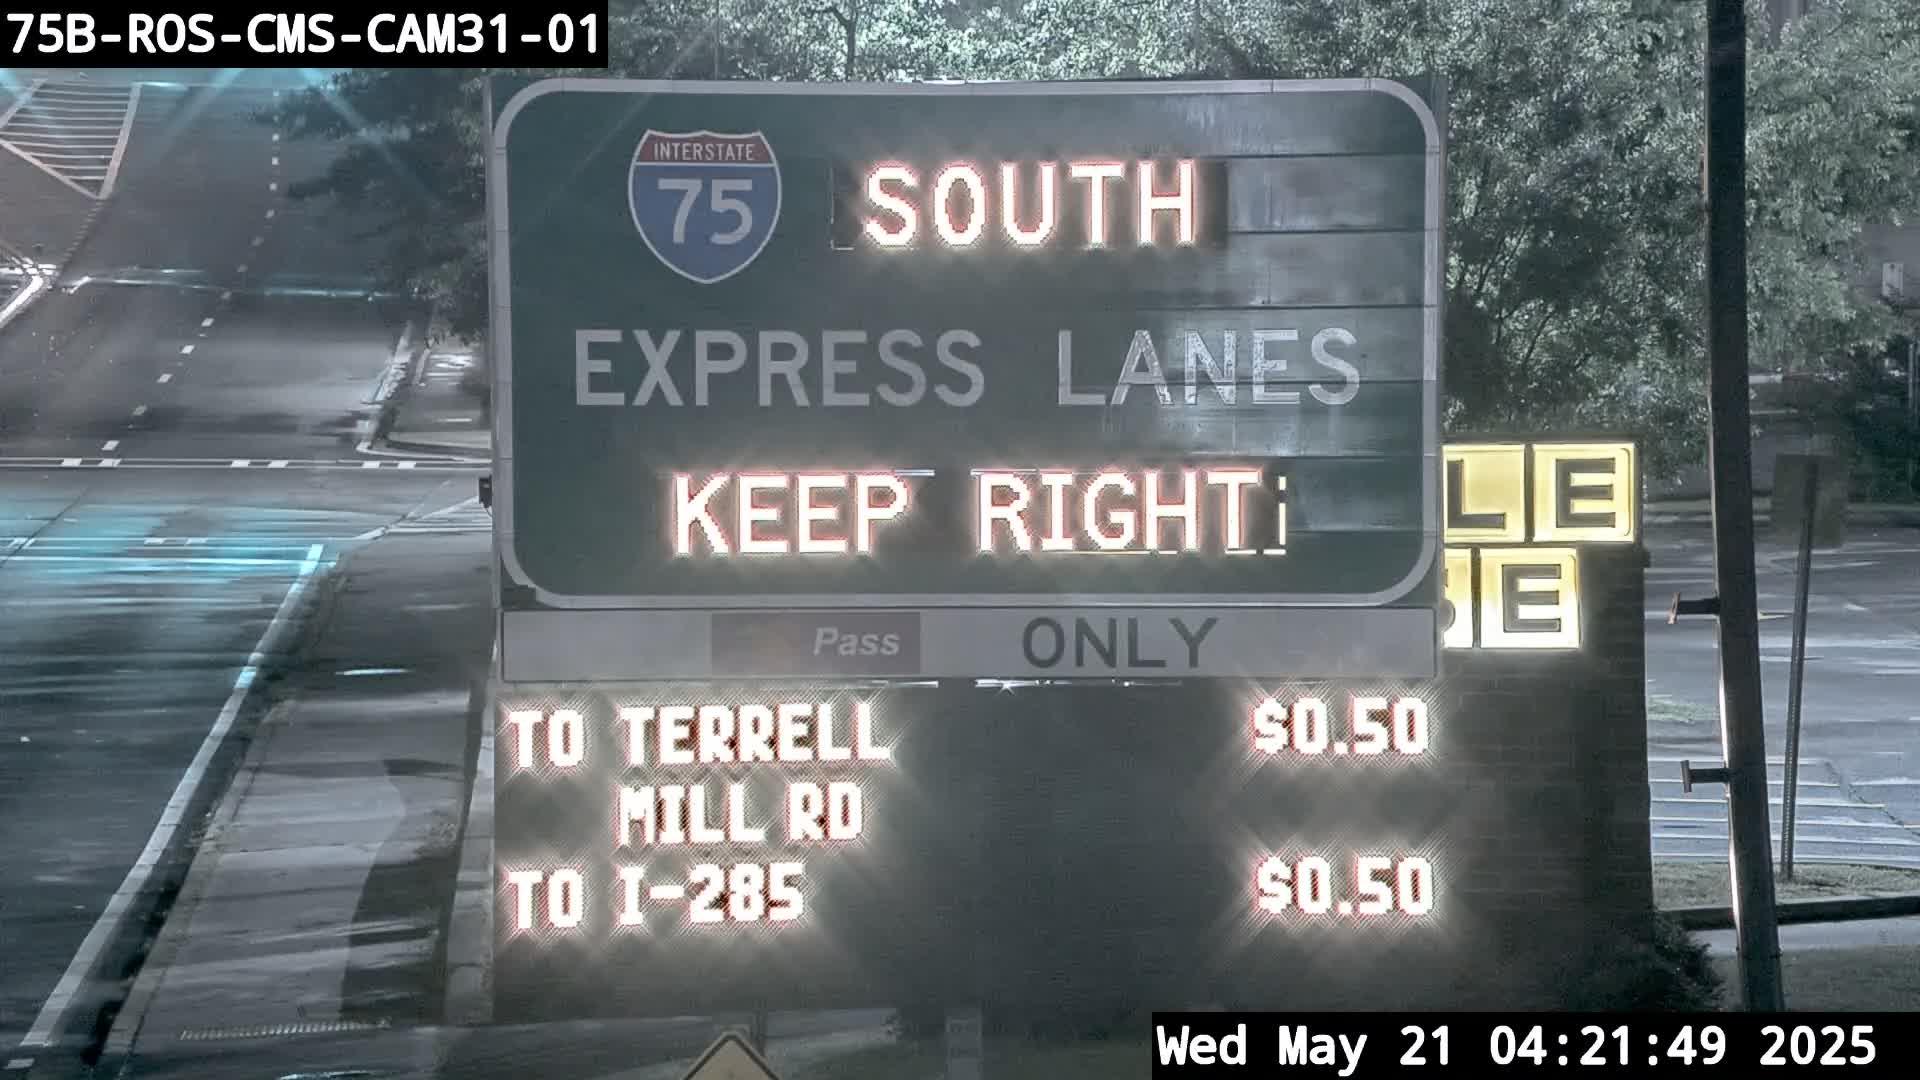 75B-ROS-CMS-CAM31-01
INTERSTATE
75
SOUTH
EXPRESS LANES
KEEP RIGHT
LE
E
Pass ONLY
TO TERRELL $0.50
MILL RD
TO I-285 $0.50
Wed May 21 04:21:49 2025